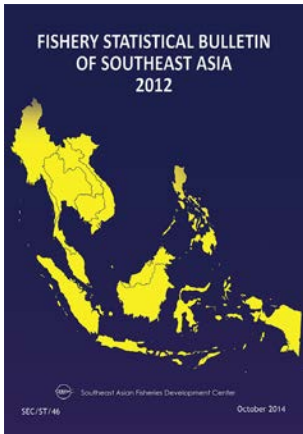 FISHERY STATISTICAL BULLETIN
OF SOUTHEAST ASIA
2012
Southeast Asian Fisheries Development Center
SEC/ST/46
October 2014